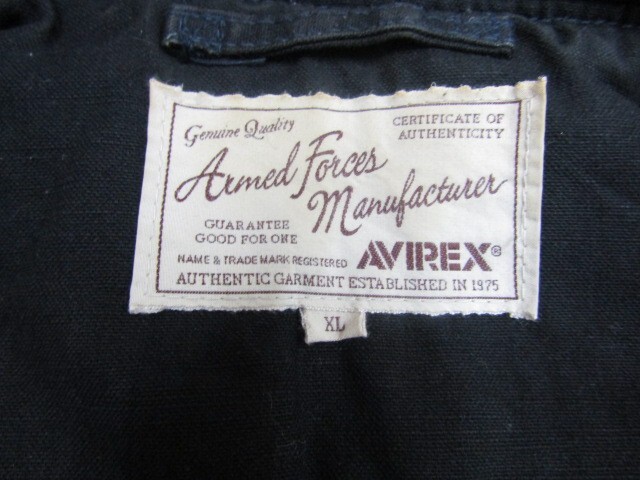 Genuine Quality
CERTIFICATE OF
AUTHENTICITY
Armed Forces
Manufacturer
GUARANTEE
GOOD FOR ONE
NAME & TRADE MARK REGISTERED
AVIREX®
AUTHENTIC GARMENT ESTABLISHED IN 1975
XL